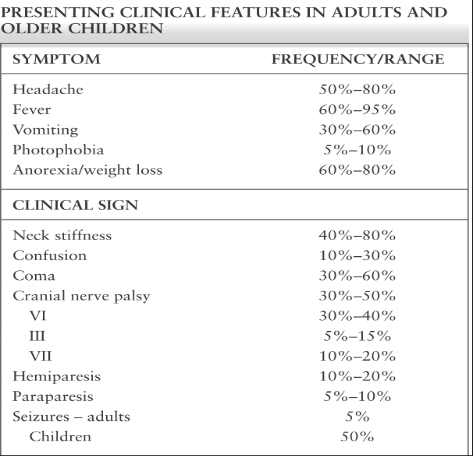 PRESENTING CLINICAL FEATURES IN ADULTS AND
OLDER CHILDREN
SYMPTOM FREQUENCY/RANGE
Headache 50%–80%
Fever 60%–95%
Vomiting 30%–60%
Photophobia 5%–10%
Anorexia/weight loss 60%–80%
CLINICAL SIGN
Neck stiffness 40%–80%
Confusion 10%–30%
Coma 30%–60%
Cranial nerve palsy 30%–50%
VI 30%–40%
III 5%–15%
VII 10%–20%
Hemiparesis 10%–20%
Paraparesis 5%–10%
Seizures – adults 5%
Children 50%